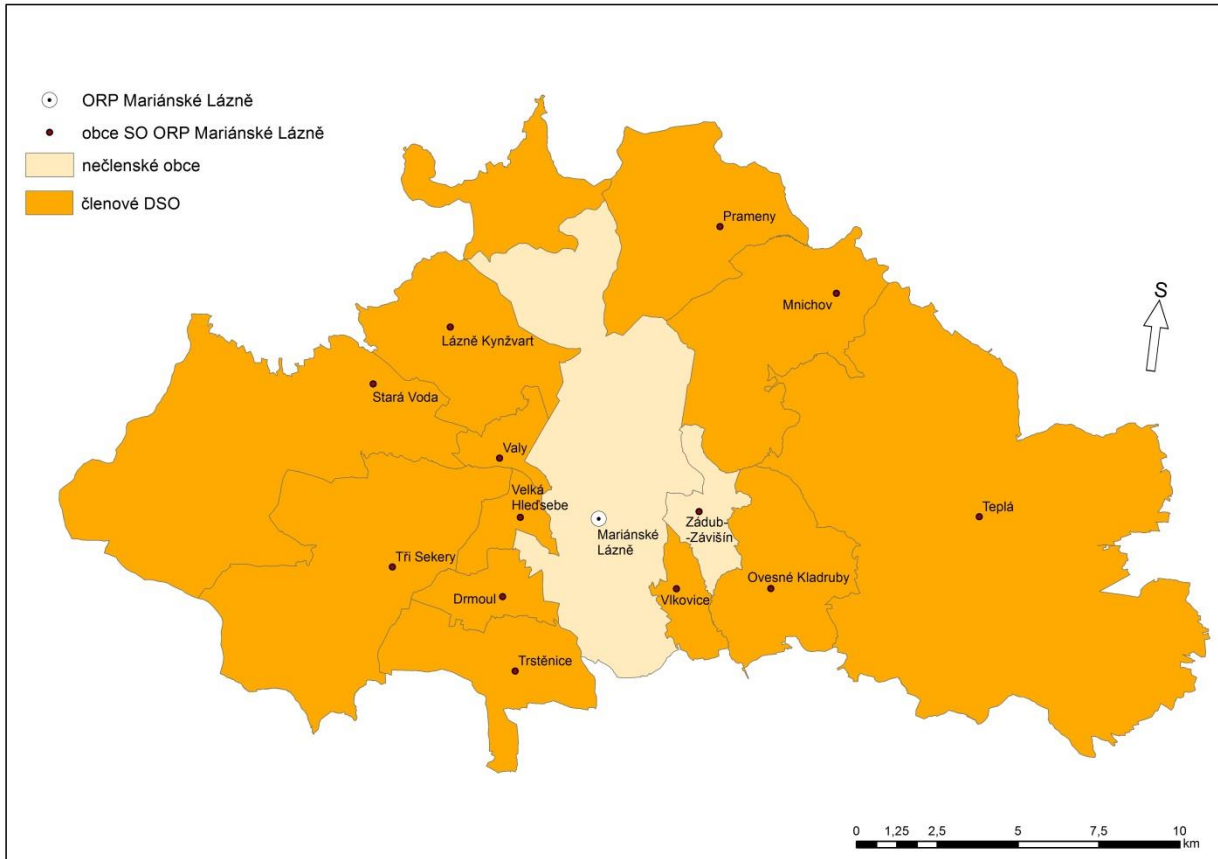 ORP Mariánské Lázně
obce SO ORP Mariánské Lázně
nečlenské obce
členové DSO
Prameny
Mnichov
S
Lázně Kynžvart
Stará Voda
Valy
Velká
Hleďsebe
Mariánské
Lázně
Zádub-
-Závišín
Teplá
Tři Sekery
Drmoul
Vlkovice
Ovesné Kladruby
Trstěnice
0 1,25 2,5 5 7,5 10
km